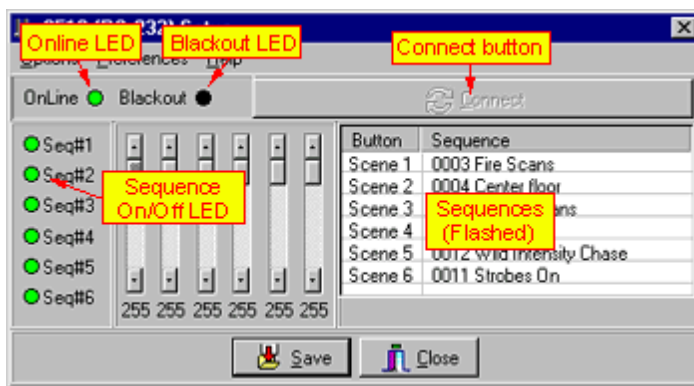 Online LED
Blackout LED
Connect button
Help
OnLine
Blackout
Connect
Seq#1
Seq#2
Seq#3
Seq#4
Seq#5
Seq#6
Sequence
On/Off LED
255 255 255 255 255 255
Button Sequence
Scene 1 0003 Fire Scans
Scene 2 0004 Center floor
Scene 3
Scene 4
Scene 5 0012 Wild Intensity Chase
Scene 6 0011 Strobes On
Sequences
(Flashed)
Save Close